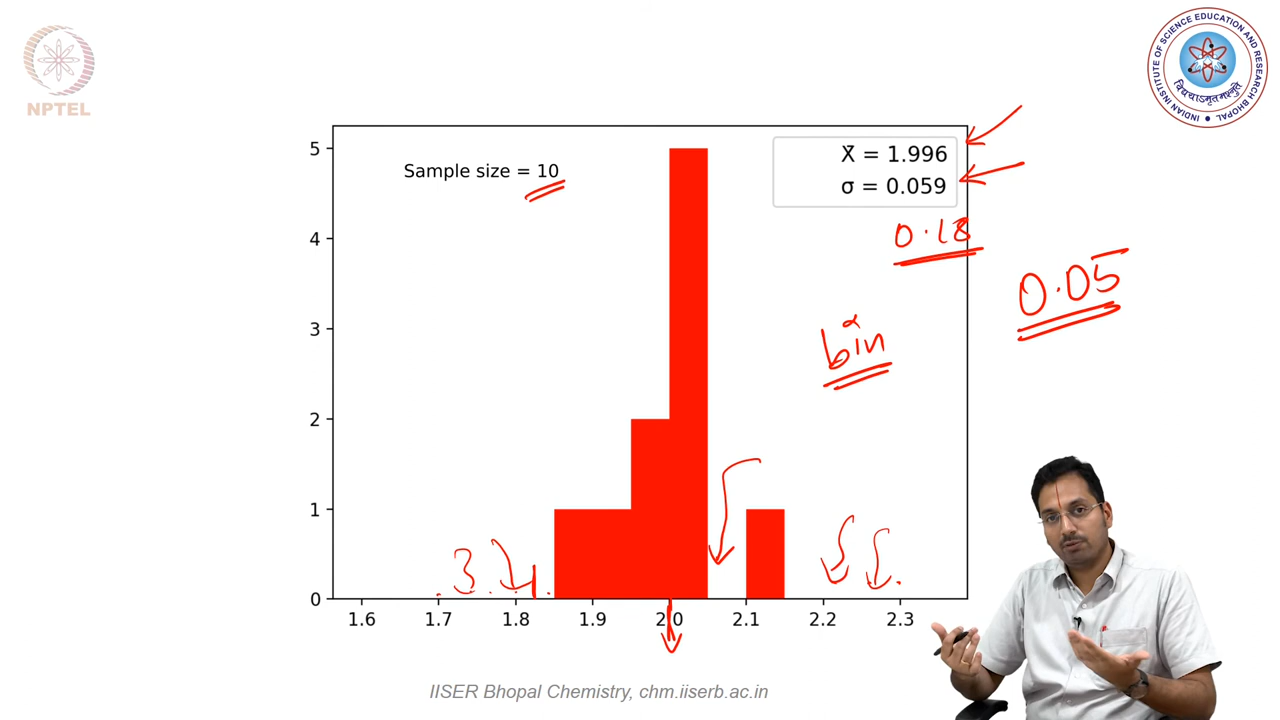 NPTEL
INDIAN INSTITUTE OF SCIENCE EDUCATION AND RESEARCH BHOPAL
Sample size = 10
X̄ = 1.996
σ = 0.059
0.18
0.05
bin
5
4
3
2
1
0
1.6 1.7 1.8 1.9 2.0 2.1 2.2 2.3
IISER Bhopal Chemistry, chm.iiserb.ac.in